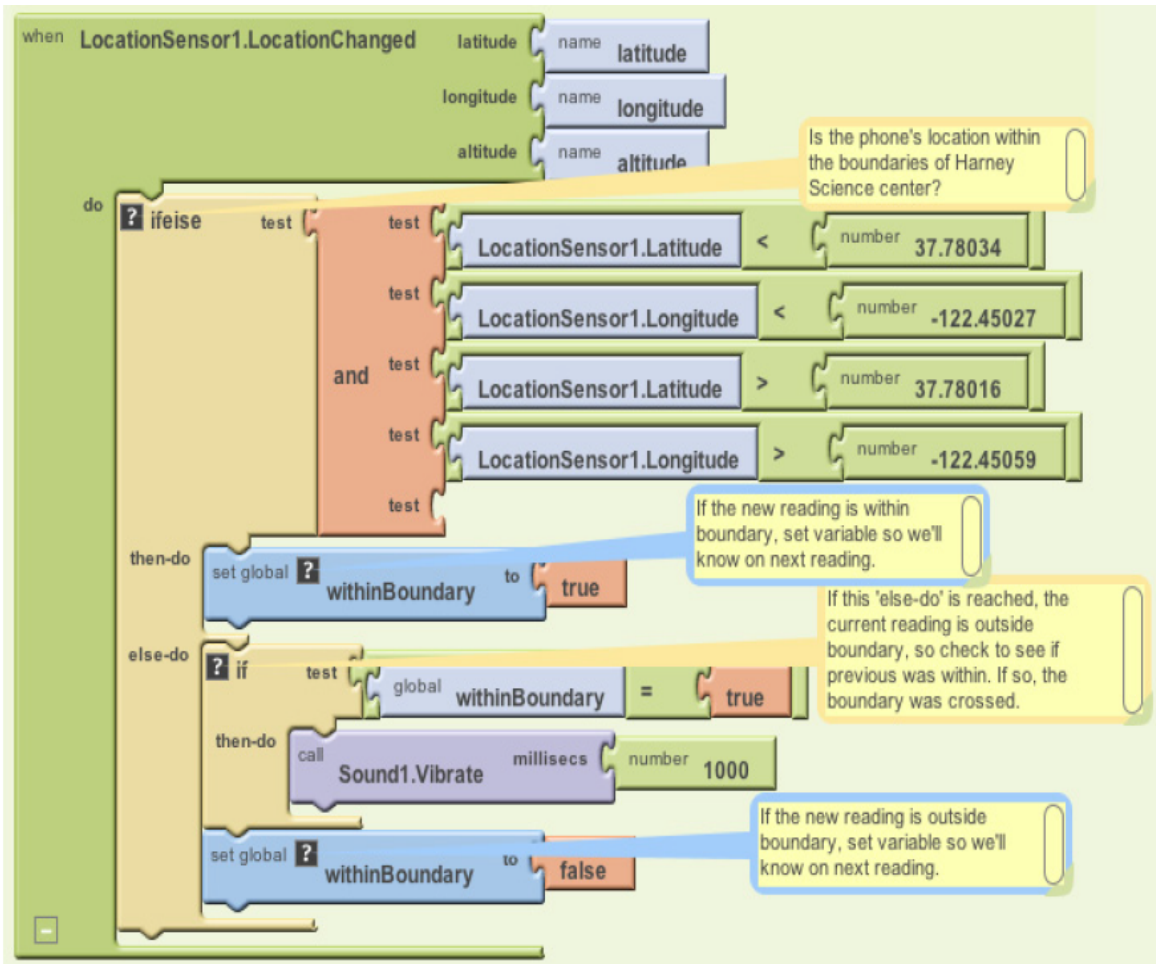 when LocationSensor1.LocationChanged latitude name latitude
longitude name longitude
altitude name altitude
Is the phone's location within
the boundaries of Harney
Science center?
do ? ifelse test and
test LocationSensor1.Latitude < number 37.78034
test LocationSensor1.Longitude < number -122.45027
test LocationSensor1.Latitude > number 37.78016
test LocationSensor1.Longitude > number -122.45059
test
If the new reading is within
boundary, set variable so we'll
know on next reading.
then-do set global ? withinBoundary to true
If this 'else-do' is reached, the
current reading is outside
boundary, so check to see if
previous was within. If so, the
boundary was crossed.
else-do ? if test global withinBoundary = true
then-do call Sound1.Vibrate millisecs number 1000
If the new reading is outside
boundary, set variable so we'll
know on next reading.
set global ? withinBoundary to false